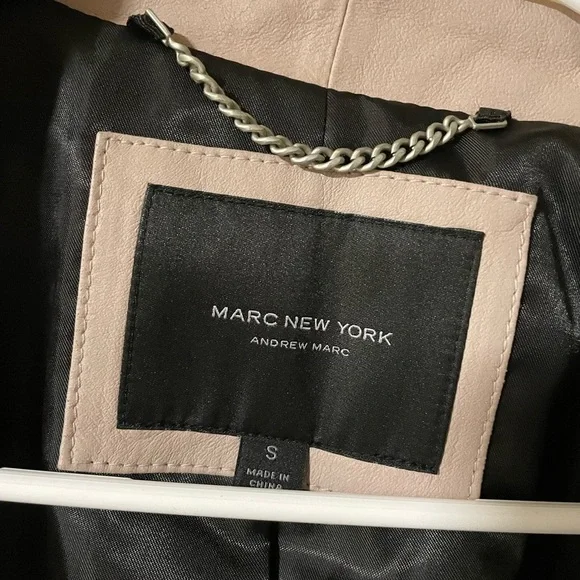 MARC NEW YORK
ANDREW MARC
S
MADE IN
CHINA